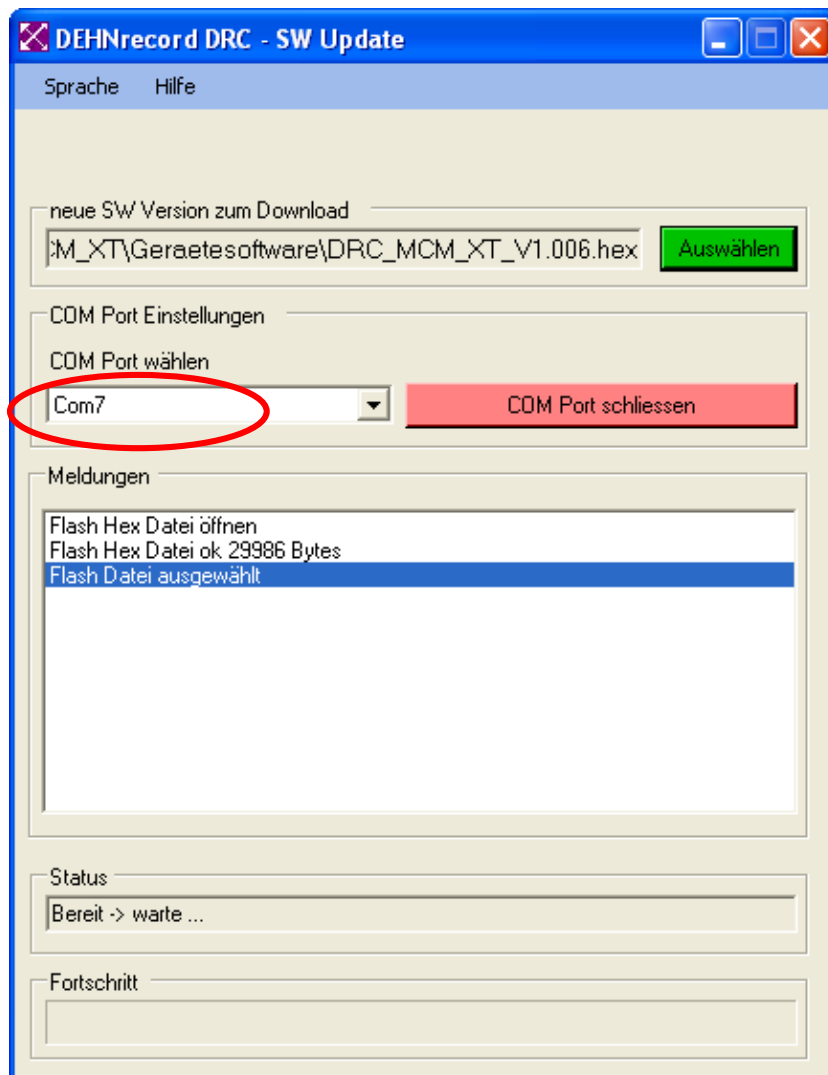 DEHNrecord DRC - SW Update
Sprache Hilfe
neue SW Version zum Download
:M_XT\Geraetesoftware\DRC_MCM_XT_V1.006.hex Auswählen
COM Port Einstellungen
COM Port wählen
Com7 COM Port schliessen
Meldungen
Flash Hex Datei öffnen
Flash Hex Datei ok 29986 Bytes
Flash Datei ausgewählt
Status
Bereit -> warte ...
Fortschritt